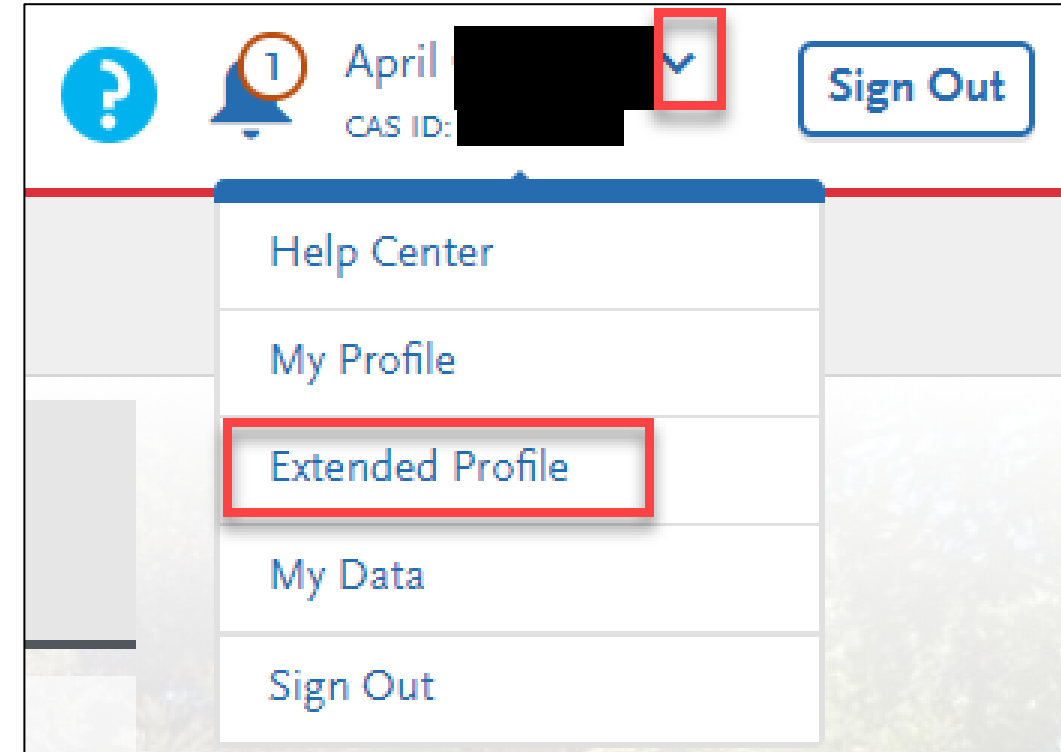 ?
1
April
CAS ID:
Sign Out
Help Center
My Profile
Extended Profile
My Data
Sign Out